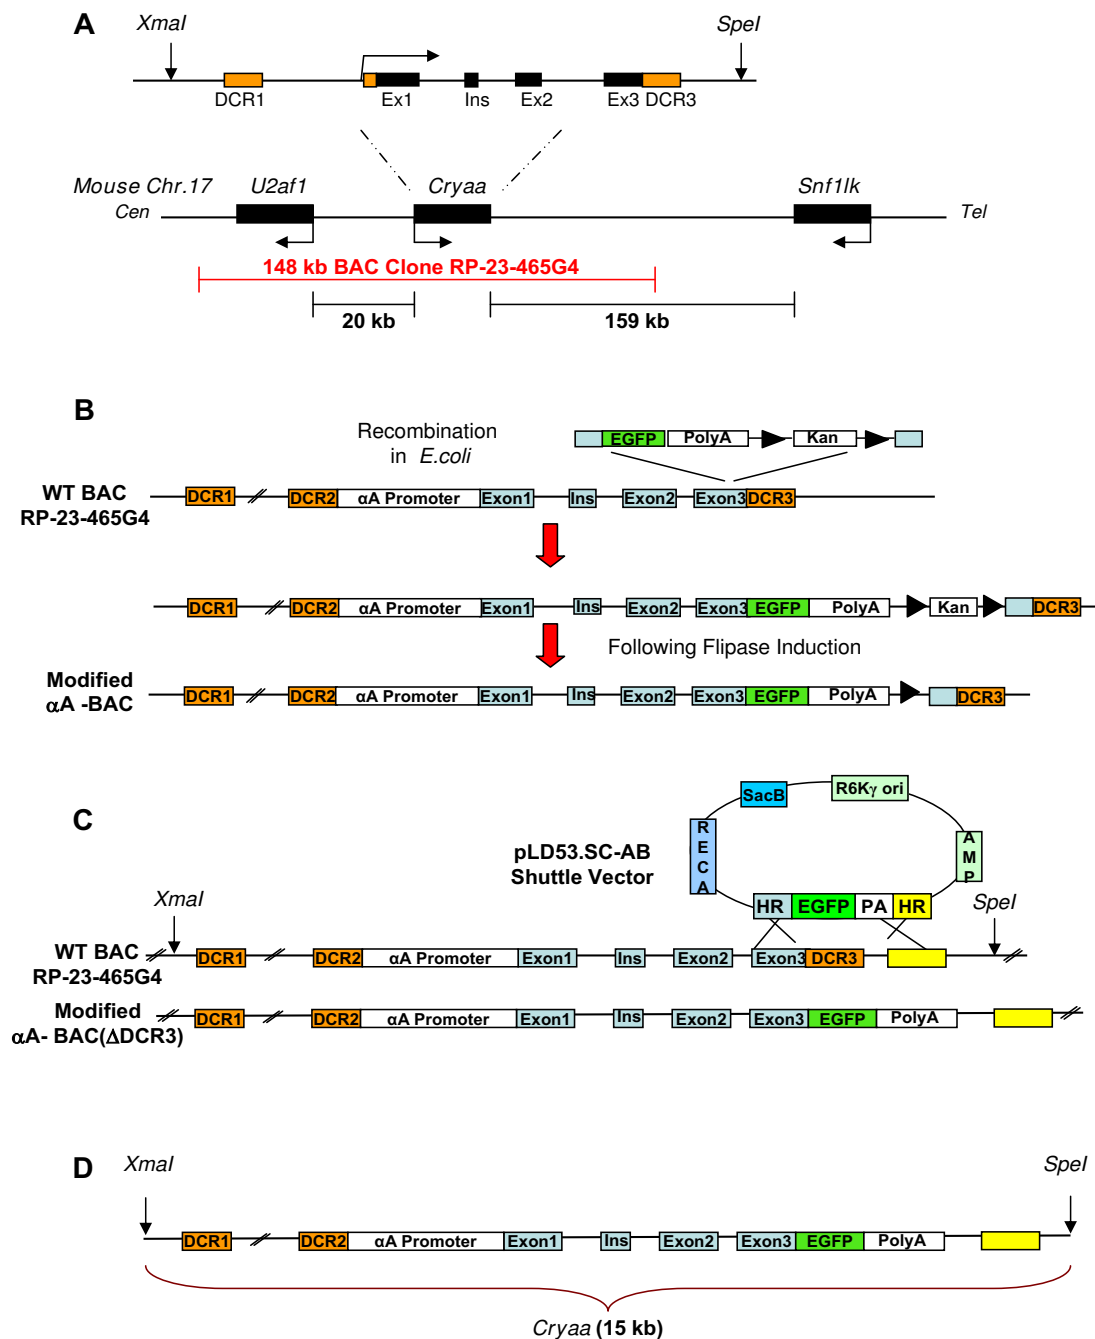 A
XmaI
SpeI
DCR1
Ex1
Ins
Ex2
Ex3
DCR3
Mouse Chr.17
U2af1
Cryaa
Snf1lk
Cen
Tel
148 kb BAC Clone RP-23-465G4
20 kb
159 kb
B
Recombination
in E.coli
EGFP
PolyA
Kan
WT BAC
RP-23-465G4
DCR1
DCR2
αA Promoter
Exon1
Ins
Exon2
Exon3
DCR3
DCR1
DCR2
αA Promoter
Exon1
Ins
Exon2
Exon3
EGFP
PolyA
Kan
DCR3
Following Flipase Induction
Modified
αA -BAC
DCR1
DCR2
αA Promoter
Exon1
Ins
Exon2
Exon3
EGFP
PolyA
DCR3
C
pLD53.SC-AB
Shuttle Vector
SacB
R6Kγ ori
RECA
AMP
HR
EGFP
PA
HR
XmaI
SpeI
WT BAC
RP-23-465G4
DCR1
DCR2
αA Promoter
Exon1
Ins
Exon2
Exon3
DCR3
Modified
αA- BAC(ΔDCR3)
DCR1
DCR2
αA Promoter
Exon1
Ins
Exon2
Exon3
EGFP
PolyA
D
XmaI
SpeI
DCR1
DCR2
αA Promoter
Exon1
Ins
Exon2
Exon3
EGFP
PolyA
Cryaa (15 kb)